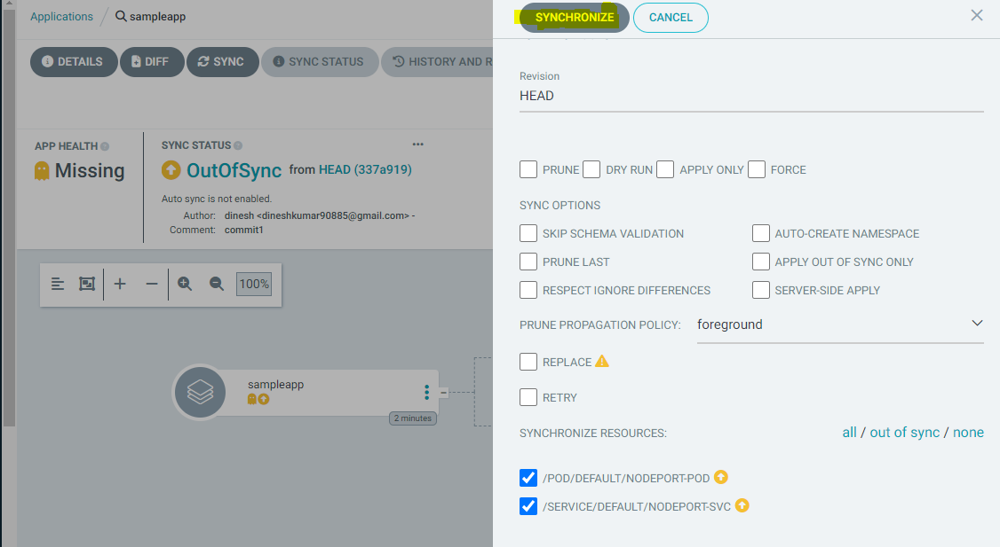 Applications / sampleapp
DETAILS DIFF SYNC SYNC STATUS HISTORY AND R
APP HEALTH
Missing
SYNC STATUS
OutOfSync from HEAD (337a919)
Auto sync is not enabled.
Author: dinesh <dineshkumar90885@gmail.com> -
Comment: commit1
100%
sampleapp
2 minutes
SYNCHRONIZE CANCEL
Revision
HEAD
PRUNE DRY RUN APPLY ONLY FORCE
SYNC OPTIONS
SKIP SCHEMA VALIDATION AUTO-CREATE NAMESPACE
PRUNE LAST APPLY OUT OF SYNC ONLY
RESPECT IGNORE DIFFERENCES SERVER-SIDE APPLY
PRUNE PROPAGATION POLICY: foreground
REPLACE
RETRY
SYNCHRONIZE RESOURCES: all / out of sync / none
/POD/DEFAULT/NODEPORT-POD
/SERVICE/DEFAULT/NODEPORT-SVC